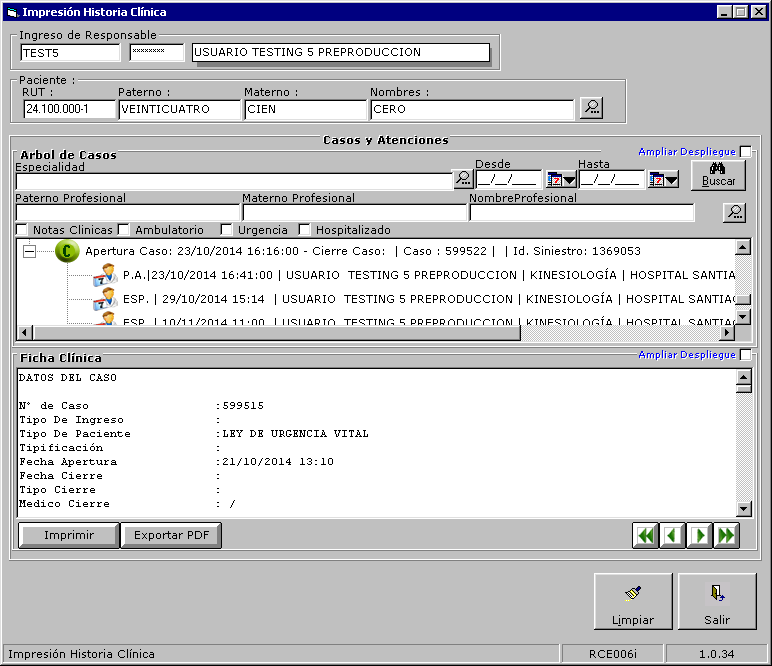 Impresión Historia Clínica
Ingreso de Responsable
TEST5 ******** USUARIO TESTING 5 PREPRODUCCION
Paciente :
RUT : Paterno : Materno : Nombres :
24.100.000-1 VEINTICUATRO CIEN CERO
Casos y Atenciones
Arbol de Casos Ampliar Despliegue
Especialidad Desde Hasta
__/__/____ __/__/____ Buscar
Paterno Profesional Materno Profesional NombreProfesional
Notas Clinicas Ambulatorio Urgencia Hospitalizado
C Apertura Caso: 23/10/2014 16:16:00 - Cierre Caso: | Caso : 599522 | | Id. Siniestro: 1369053
P.A.|23/10/2014 16:41:00 | USUARIO TESTING 5 PREPRODUCCION | KINESIOLOGÍA | HOSPITAL SANTIA
ESP. | 29/10/2014 15:14 | USUARIO TESTING 5 PREPRODUCCION | KINESIOLOGÍA | HOSPITAL SANTIAG
ESP. | 10/11/2014 11:00 | USUARIO TESTING 5 PREPRODUCCION | KINESIOLOGÍA | HOSPITAL SANTIAG
Ficha Clínica Ampliar Despliegue
DATOS DEL CASO
N° de Caso :599515
Tipo De Ingreso :
Tipo De Paciente :LEY DE URGENCIA VITAL
Tipificación :
Fecha Apertura :21/10/2014 13:10
Fecha Cierre :
Tipo Cierre :
Medico Cierre : /
Imprimir Exportar PDF
Limpiar Salir
Impresión Historia Clínica RCE006i 1.0.34